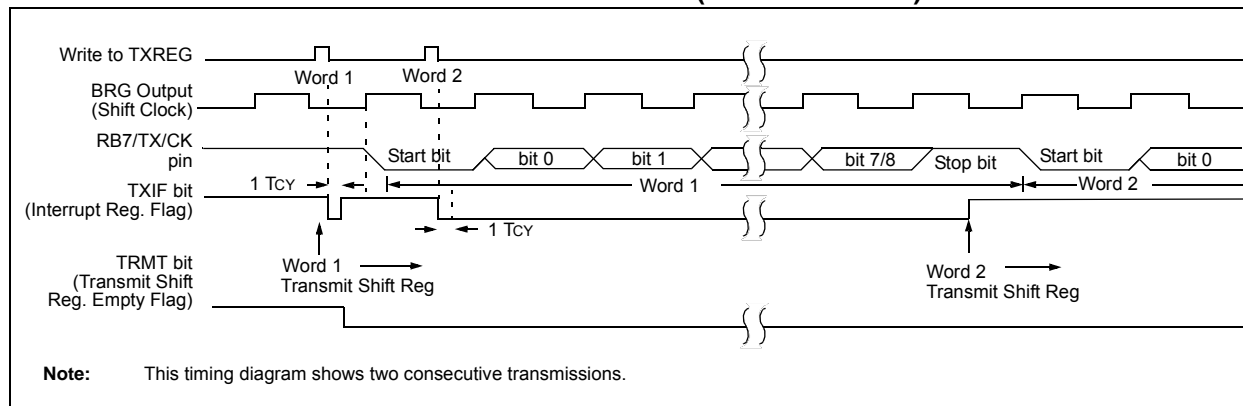 Write to TXREG
Word 1
Word 2
BRG Output
(Shift Clock)
RB7/TX/CK
pin
Start bit
bit 0
bit 1
bit 7/8
Stop bit
Start bit
bit 0
1 TCY
Word 1
Word 2
TXIF bit
(Interrupt Reg. Flag)
1 TCY
TRMT bit
(Transmit Shift
Reg. Empty Flag)
Word 1
Transmit Shift Reg
Word 2
Transmit Shift Reg
Note: This timing diagram shows two consecutive transmissions.